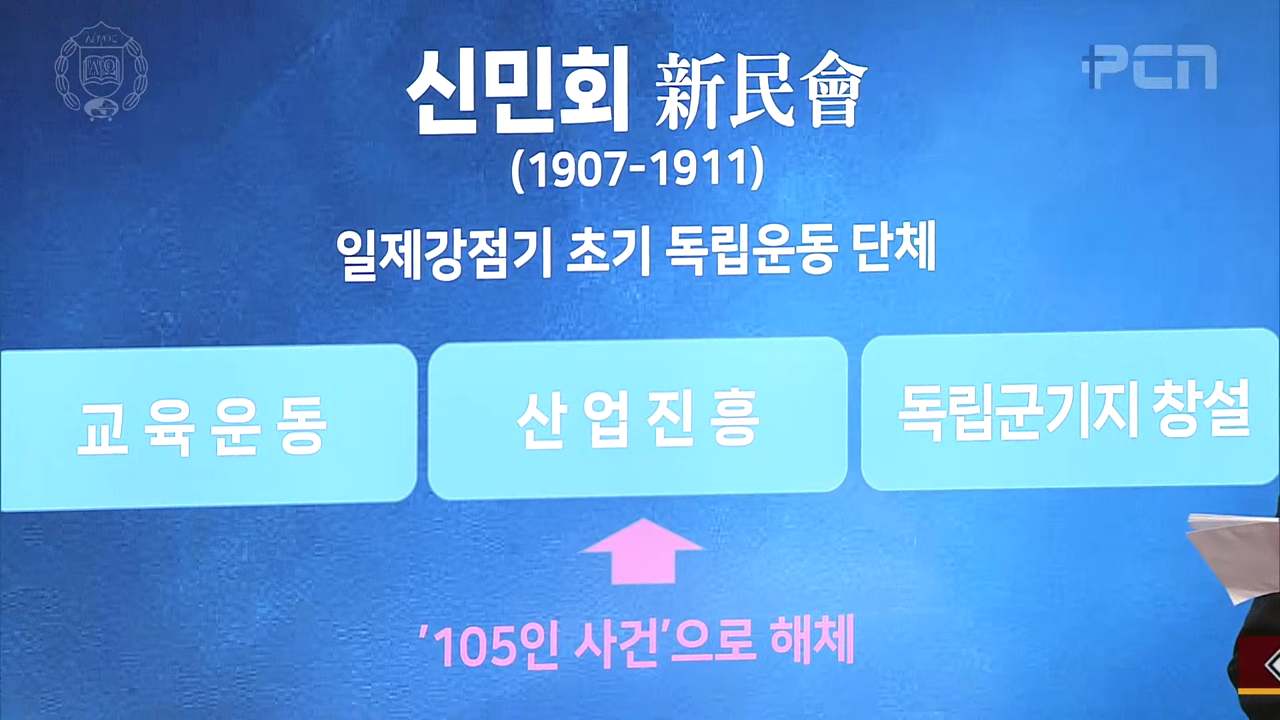 신민회 新民會
(1907-1911)
일제강점기 초기 독립운동 단체
교육운동
산업진흥
독립군기지 창설
'105인 사건'으로 해체
PCN
ΑΩ